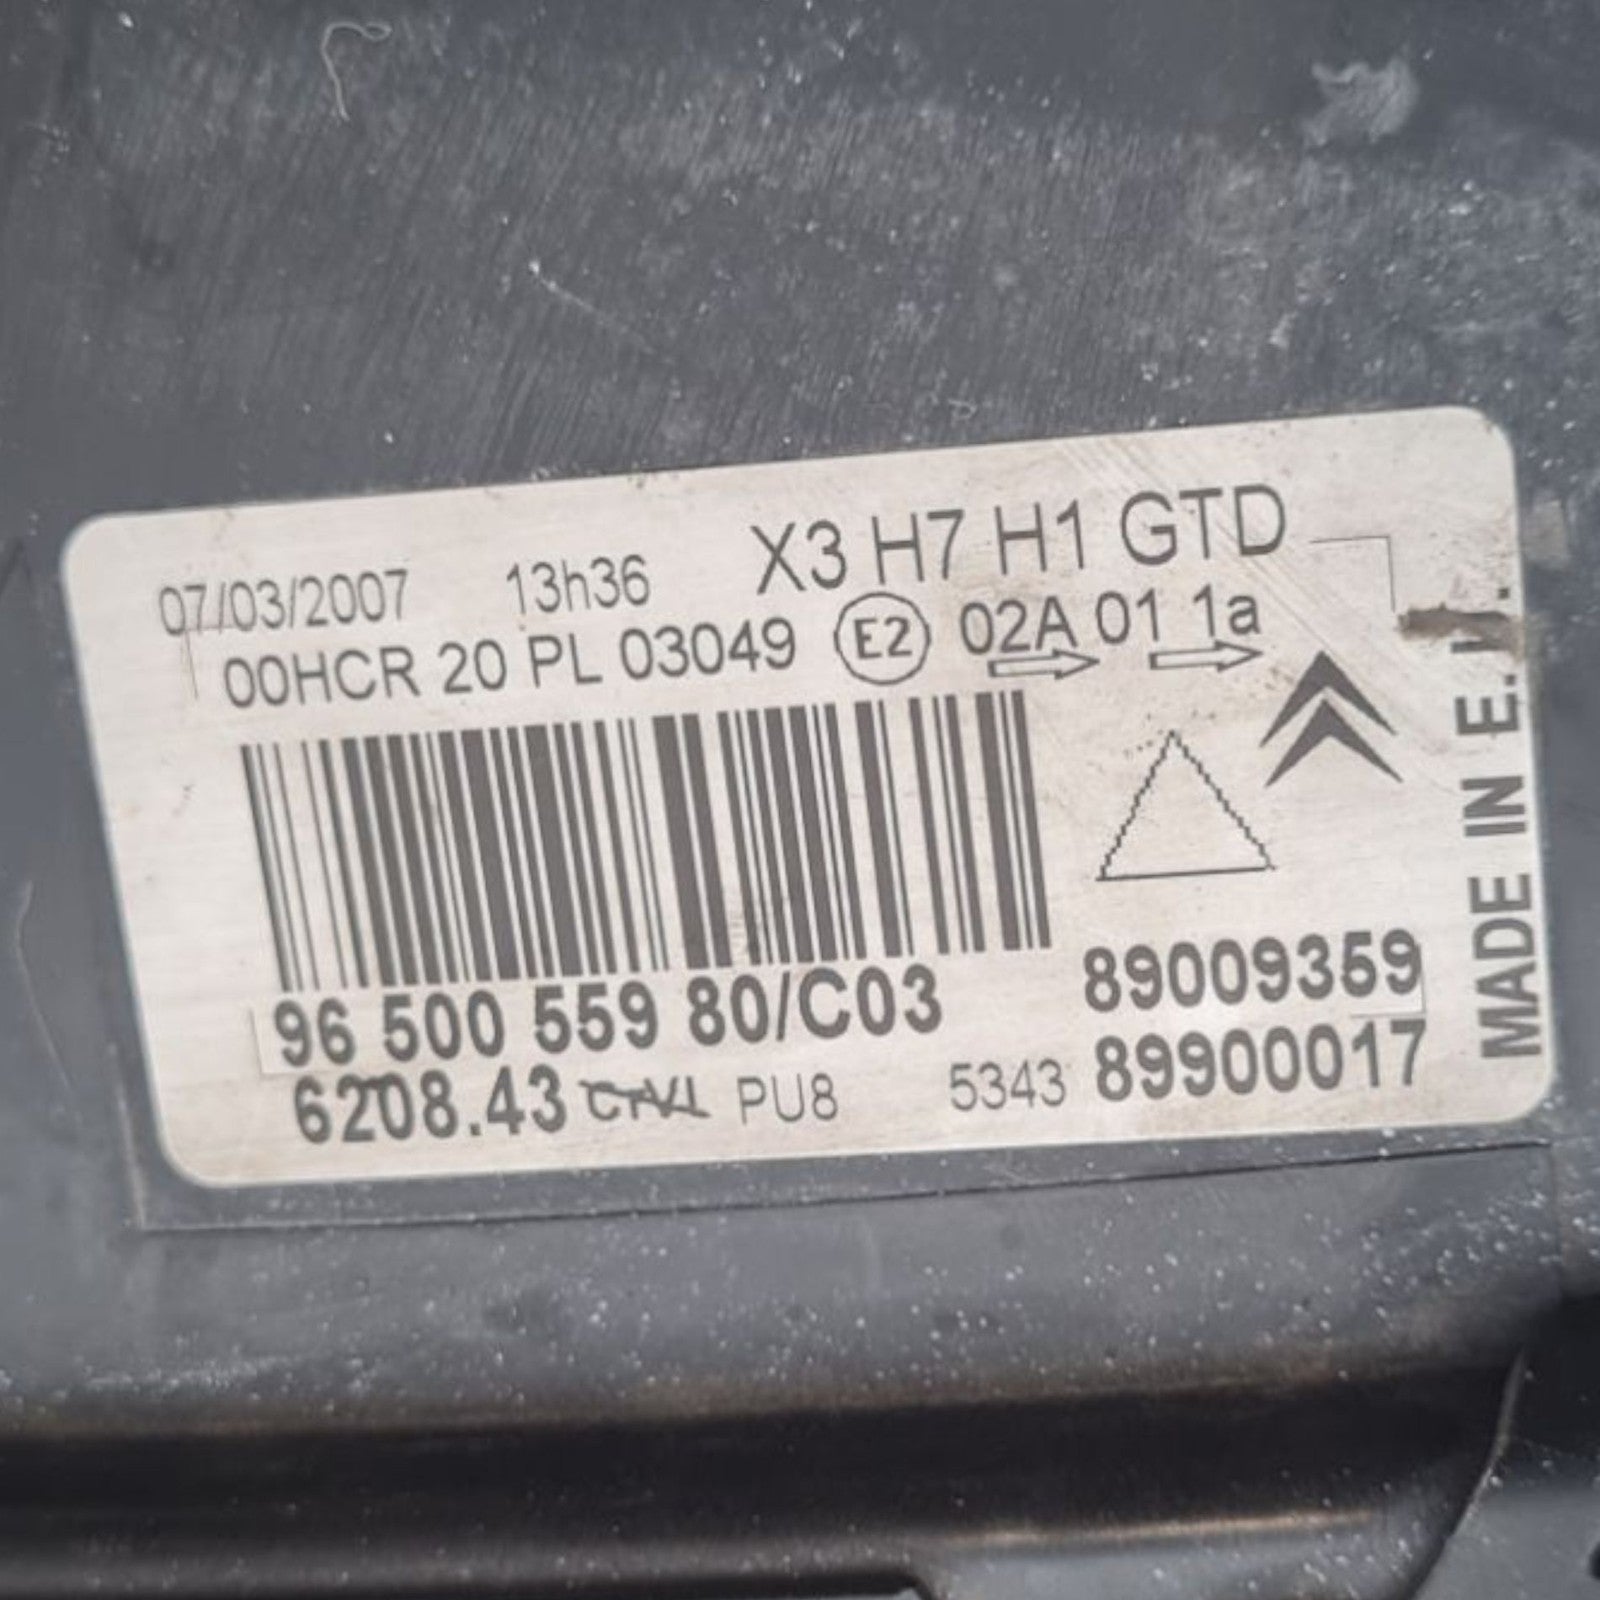 X3 H7 H1 GTD
07/03/2007 13h36
00HCR 20 PL 03049 E2 02A 01 1a
96 500 559 80/C03 89009359
6208.43 PU8 5343 89900017
MADE IN E.